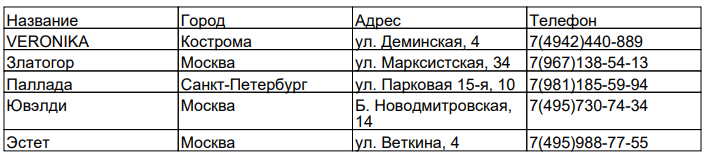 Название Город Адрес Телефон
VERONIKA Кострома ул. Деминская, 4 7(4942)440-889
Златогор Москва ул. Марксистская, 34 7(967)138-54-13
Паллада Санкт-Петербург ул. Парковая 15-я, 10 7(981)185-59-94
Ювэлди Москва Б. Новодмитровская, 7(495)730-74-34
14
Эстет Москва ул. Веткина, 4 7(495)988-77-55